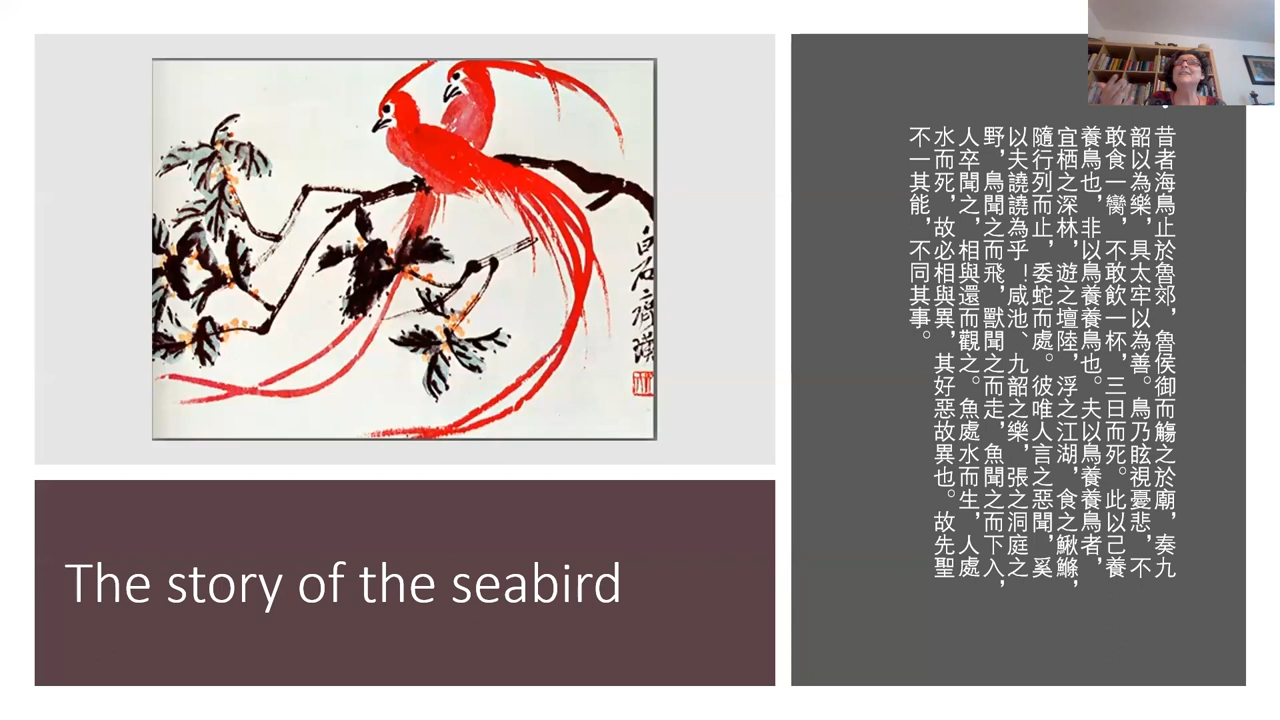 白石齊璜
The story of the seabird
昔者海鳥止於魯郊，魯侯御而觴之於廟，奏九
韶以為樂，具太牢以為善。鳥乃眩視憂悲，不
敢食一臠，不敢飲一杯，三日而死。此以己養
養鳥也，非以鳥養養鳥也。夫以鳥養養鳥者，
宜栖之深林，遊之壇陸，浮之江湖，食之鰍鰷，
隨行列而止，委蛇而處。彼唯人言之惡聞，奚
以夫譊譊為乎！咸池、九韶之樂，張之洞庭之
野，鳥聞之而飛，獸聞之而走，魚聞之而下入，
人卒聞之，相與還而觀之。魚處水而生，人處
水而死，故必相與異，其好惡故異也。故先聖
不一其能，不同其事。